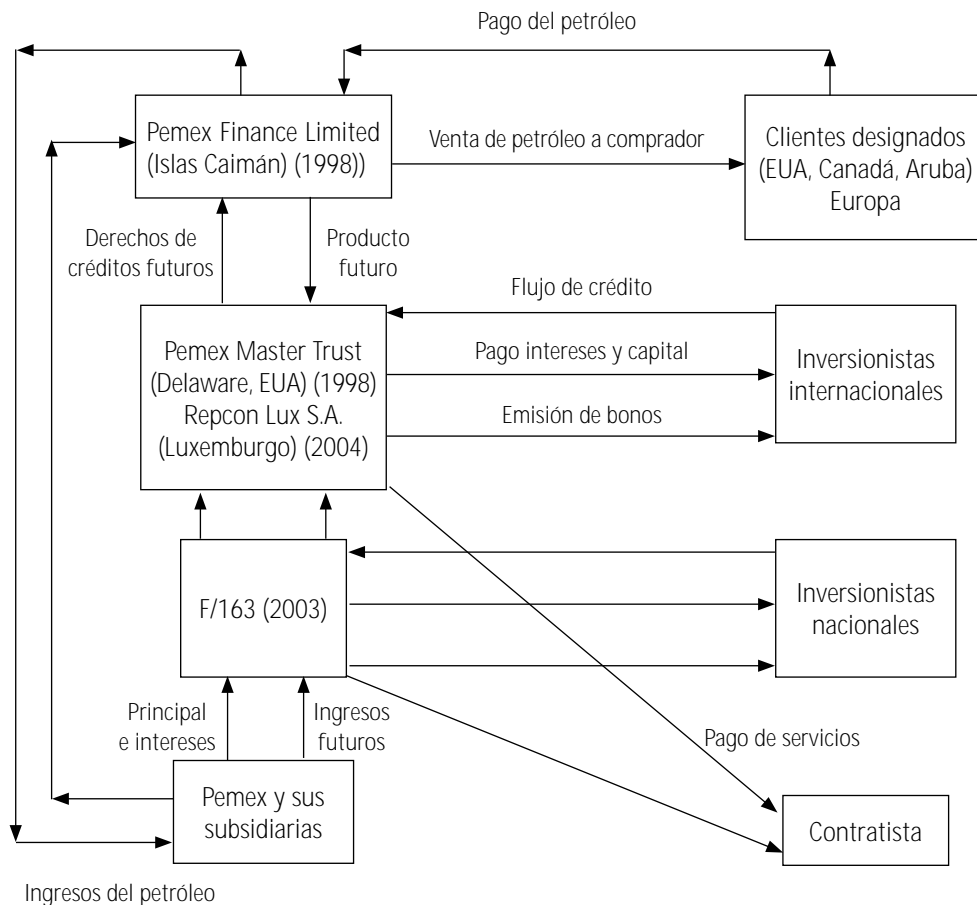 Pago del petróleo
Pemex Finance Limited
(Islas Caimán) (1998))
Venta de petróleo a comprador
Clientes designados
(EUA, Canadá, Aruba)
Europa
Derechos de
créditos futuros
Producto
futuro
Flujo de crédito
Pemex Master Trust
(Delaware, EUA) (1998)
Repcon Lux S.A.
(Luxemburgo) (2004)
Pago intereses y capital
Emisión de bonos
Inversionistas
internacionales
F/163 (2003)
Inversionistas
nacionales
Principal
e intereses
Ingresos
futuros
Pago de servicios
Pemex y sus
subsidiarias
Contratista
Ingresos del petróleo